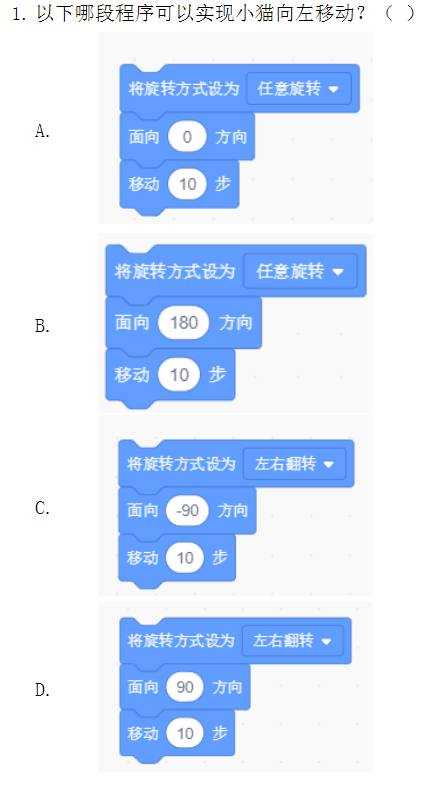 1. 以下哪段程序可以实现小猫向左移动？（ ）
A.
将旋转方式设为 任意旋转
面向 0 方向
移动 10 步
B.
将旋转方式设为 任意旋转
面向 180 方向
移动 10 步
C.
将旋转方式设为 左右翻转
面向 -90 方向
移动 10 步
D.
将旋转方式设为 左右翻转
面向 90 方向
移动 10 步